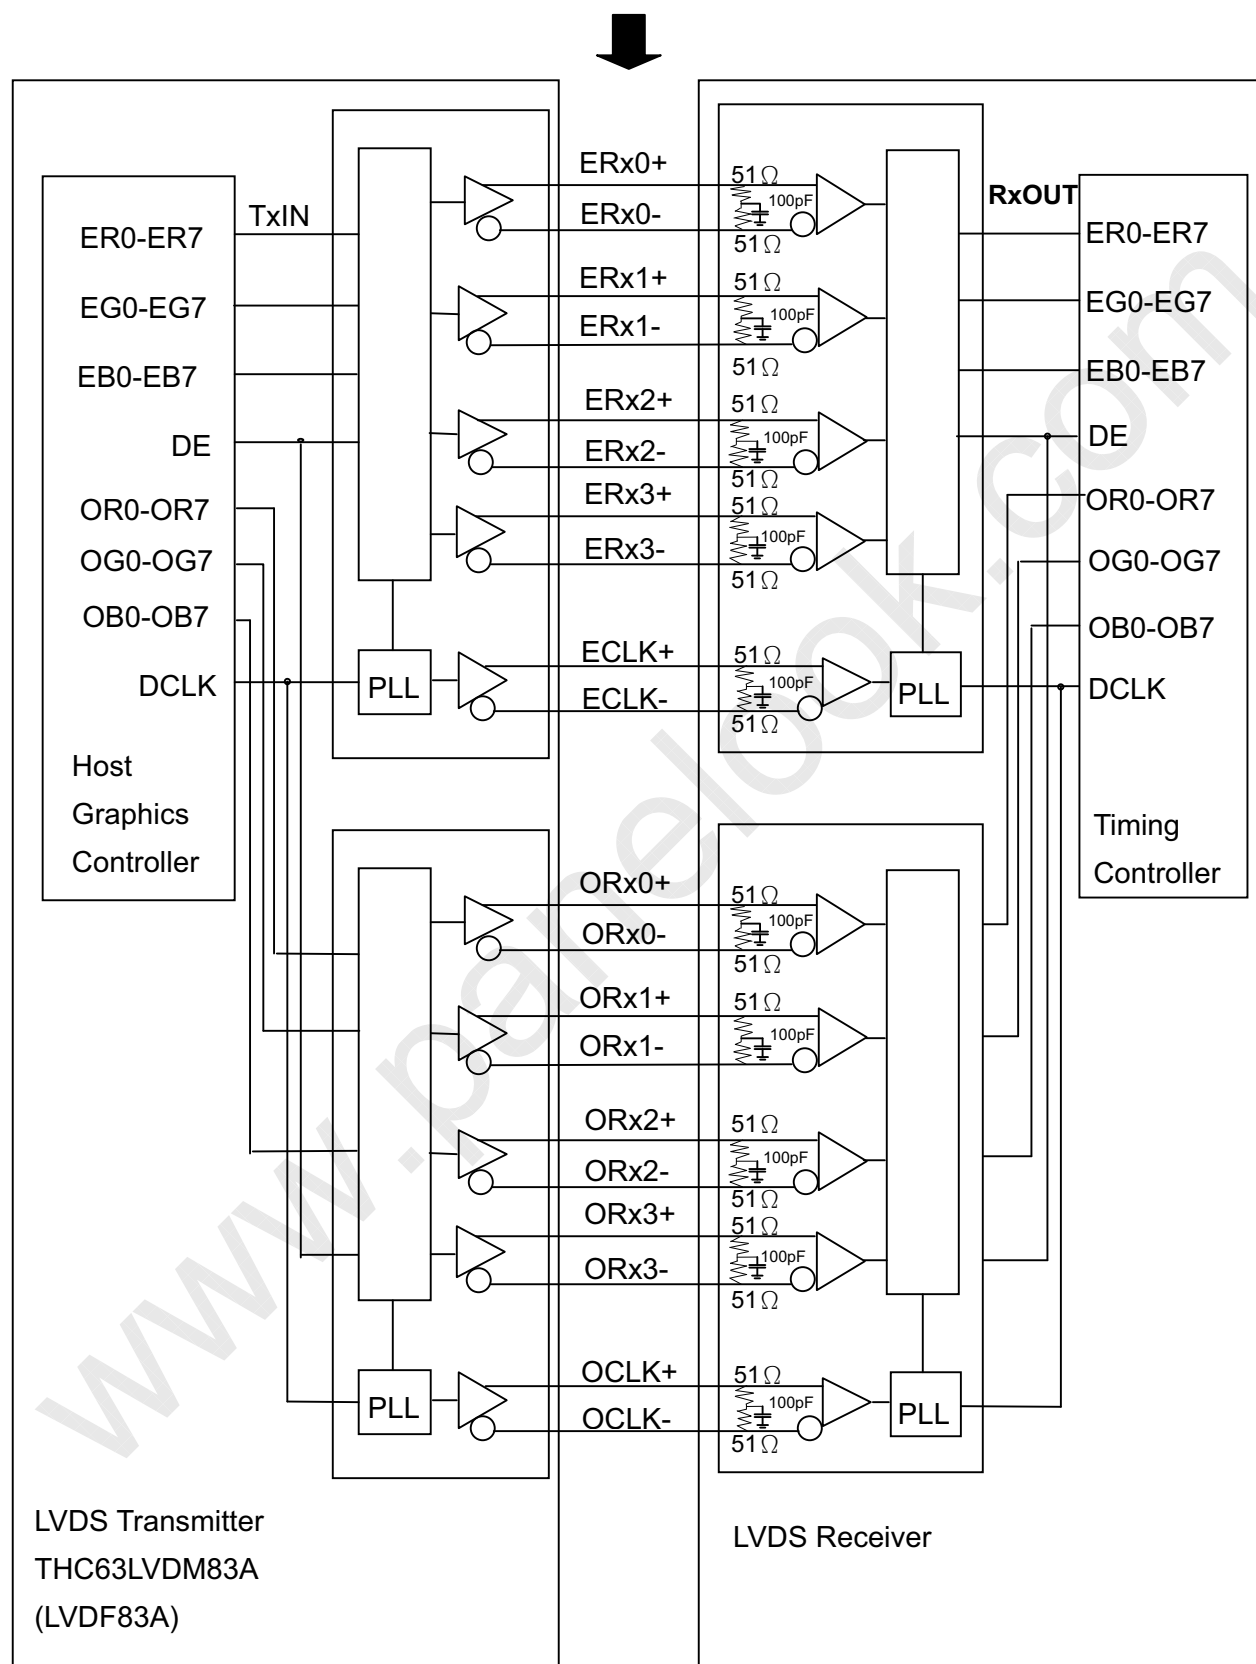 ERx0+
51Ω
100pF
ERx0-
51Ω
TxIN
RxOUT
ER0-ER7
ER0-ER7
ERx1+
51Ω
100pF
ERx1-
51Ω
EG0-EG7
EG0-EG7
EB0-EB7
EB0-EB7
ERx2+
51Ω
100pF
ERx2-
51Ω
DE
DE
ERx3+
51Ω
100pF
ERx3-
51Ω
OR0-OR7
OR0-OR7
OG0-OG7
OG0-OG7
OB0-OB7
OB0-OB7
ECLK+
51Ω
100pF
ECLK-
51Ω
DCLK
PLL
PLL
DCLK
Host
Graphics
Controller
Timing
Controller
ORx0+
51Ω
100pF
ORx0-
51Ω
ORx1+
51Ω
100pF
ORx1-
ORx2+
51Ω
100pF
ORx2-
51Ω
ORx3+
51Ω
100pF
ORx3-
51Ω
OCLK+
51Ω
100pF
OCLK-
51Ω
PLL
PLL
LVDS Transmitter
THC63LVDM83A
(LVDF83A)
LVDS Receiver
www.panelook.com